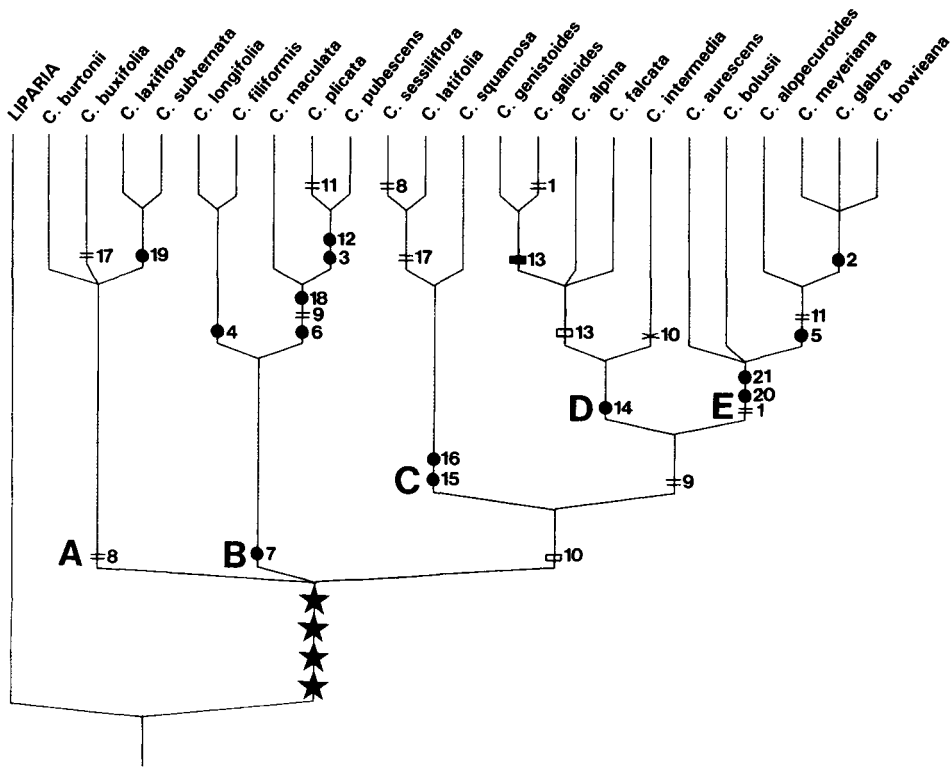 LIPARIA
C. burtonii
C. buxifolia
C. laxiflora
C. subternata
C. longifolia
C. filiformis
C. maculata
C. plicata
C. pubescens
C. sessiliflora
C. latifolia
C. squamosa
C. genistoides
C. galioides
C. alpina
C. falcata
C. intermedia
C. aurescens
C. bolusii
C. alopecuroides
C. meyeriana
C. glabra
C. bowieana
11
8
1
12
17
19
3
17
13
2
18
9
11
4
6
13
10
5
21
20
D
14
E
1
16
C
15
9
A
8
B
7
10